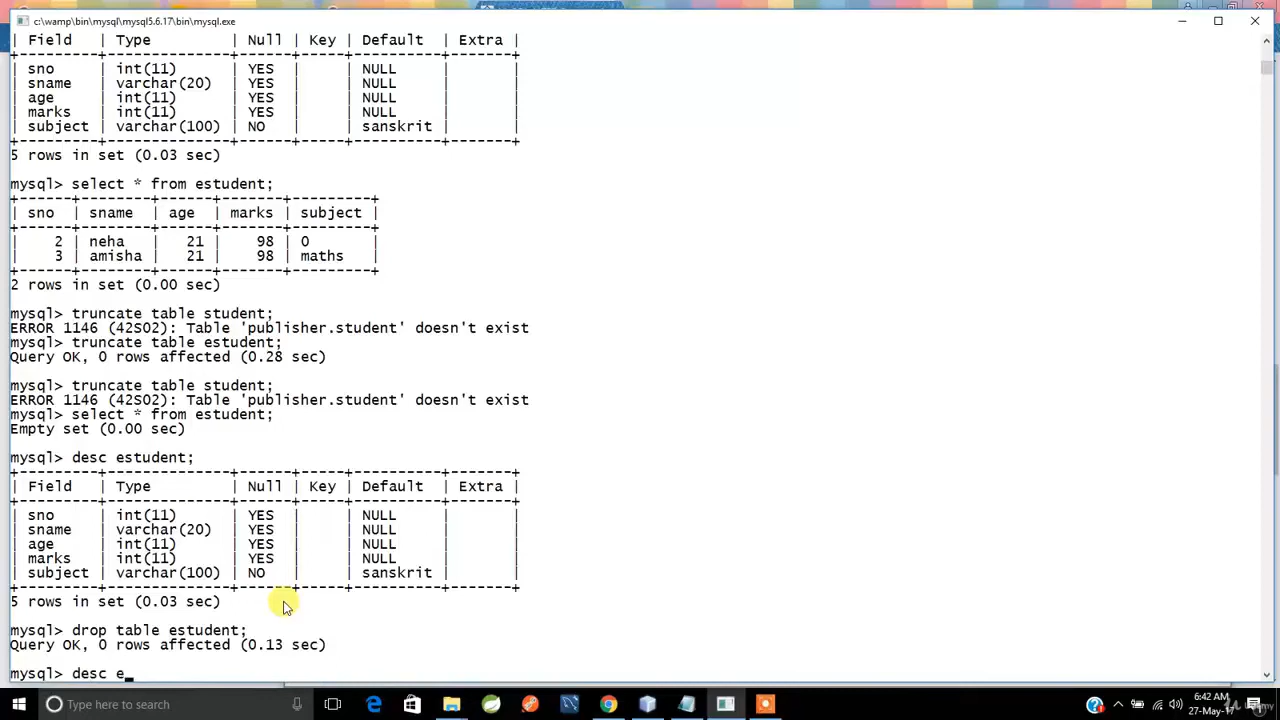 c:\wamp\bin\mysql\mysql5.6.17\bin\mysql.exe
| Field   | Type         | Null | Key | Default  | Extra |
+---------+--------------+------+-----+----------+-------+
| sno     | int(11)      | YES  |     | NULL     |       |
| sname   | varchar(20)  | YES  |     | NULL     |       |
| age     | int(11)      | YES  |     | NULL     |       |
| marks   | int(11)      | YES  |     | NULL     |       |
| subject | varchar(100) | NO   |     | sanskrit |       |
+---------+--------------+------+-----+----------+-------+
5 rows in set (0.03 sec)
mysql> select * from estudent;
+------+--------+------+-------+---------+
| sno  | sname  | age  | marks | subject |
+------+--------+------+-------+---------+
|    2 | neha   |   21 |    98 | 0       |
|    3 | amisha |   21 |    98 | maths   |
+------+--------+------+-------+---------+
2 rows in set (0.00 sec)
mysql> truncate table student;
ERROR 1146 (42S02): Table 'publisher.student' doesn't exist
mysql> truncate table estudent;
Query OK, 0 rows affected (0.28 sec)
mysql> truncate table student;
ERROR 1146 (42S02): Table 'publisher.student' doesn't exist
mysql> select * from estudent;
Empty set (0.00 sec)
mysql> desc estudent;
+---------+--------------+------+-----+----------+-------+
| Field   | Type         | Null | Key | Default  | Extra |
+---------+--------------+------+-----+----------+-------+
| sno     | int(11)      | YES  |     | NULL     |       |
| sname   | varchar(20)  | YES  |     | NULL     |       |
| age     | int(11)      | YES  |     | NULL     |       |
| marks   | int(11)      | YES  |     | NULL     |       |
| subject | varchar(100) | NO   |     | sanskrit |       |
+---------+--------------+------+-----+----------+-------+
5 rows in set (0.03 sec)
mysql> drop table estudent;
Query OK, 0 rows affected (0.13 sec)
mysql> desc e_
Type here to search
6:42 AM
27-May-17